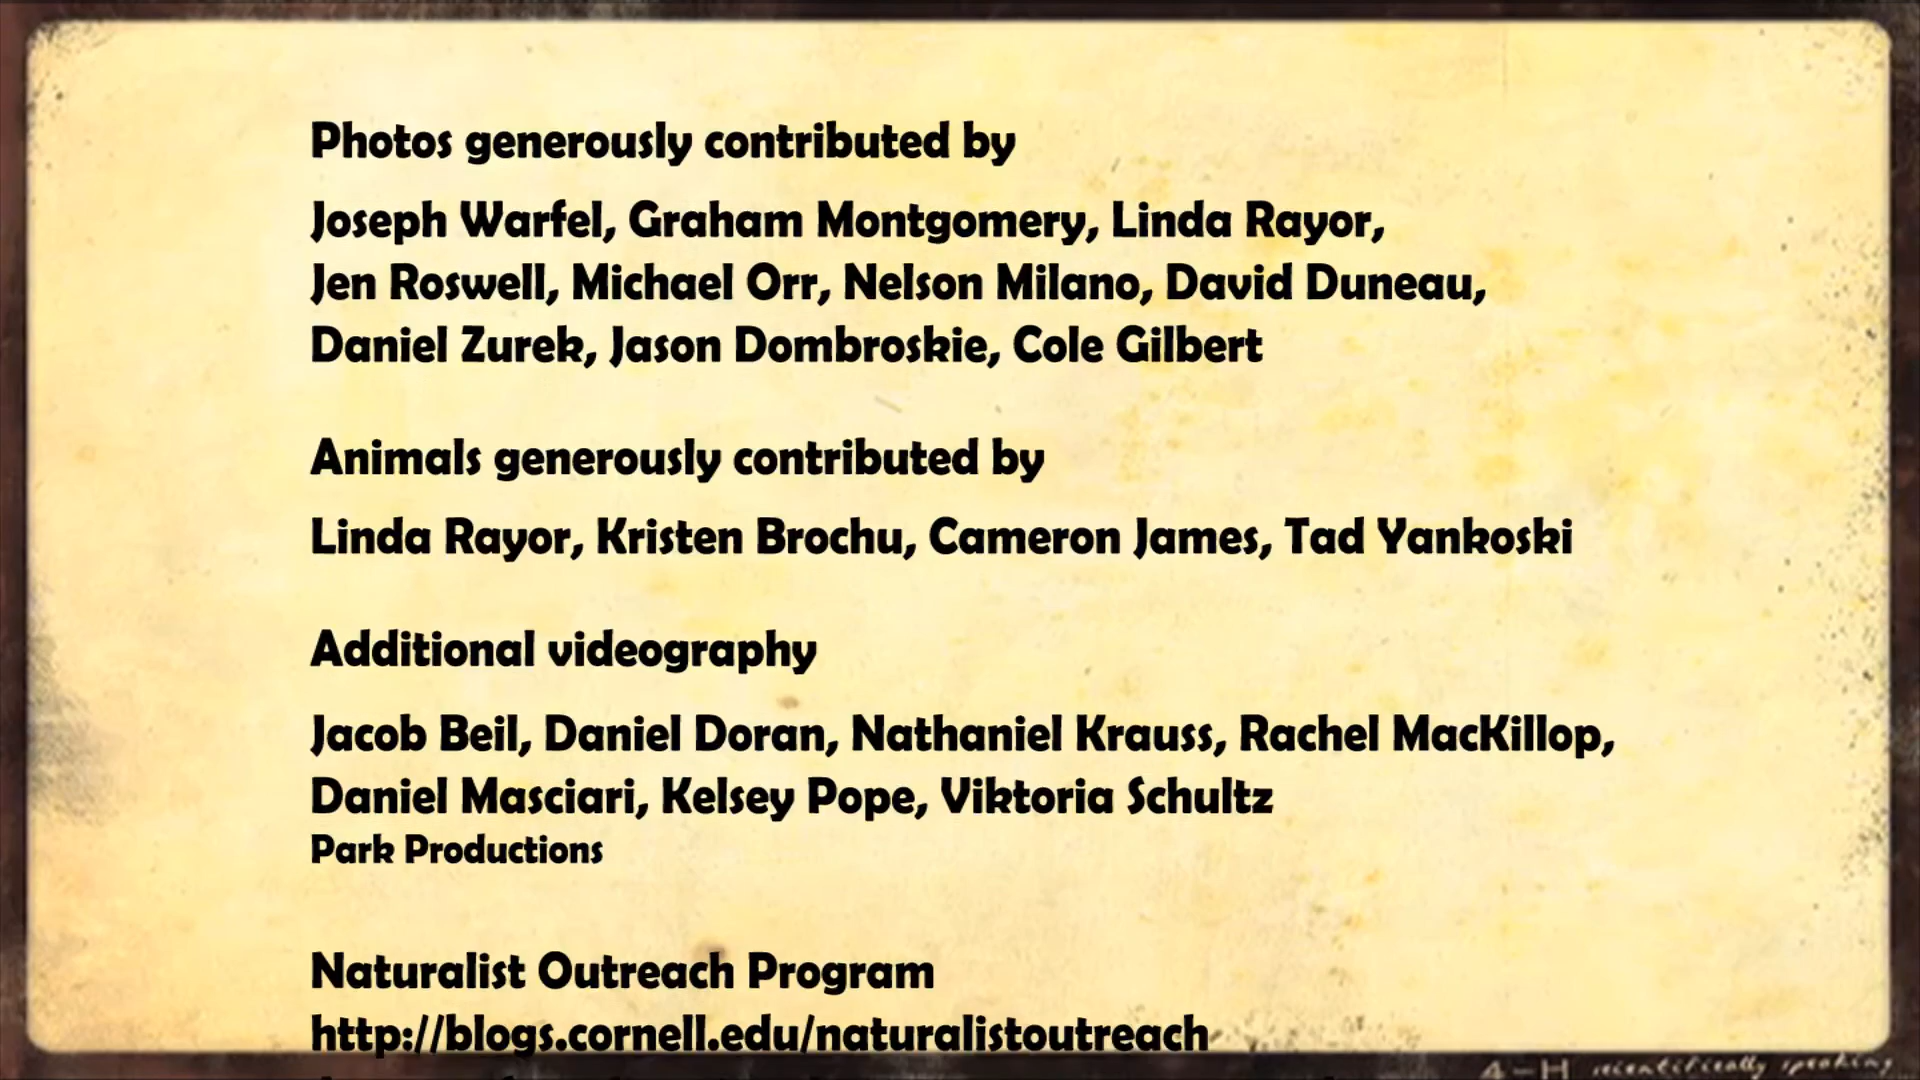 Photos generously contributed by
Joseph Warfel, Graham Montgomery, Linda Rayor,
Jen Roswell, Michael Orr, Nelson Milano, David Duneau,
Daniel Zurek, Jason Dombroskie, Cole Gilbert
Animals generously contributed by
Linda Rayor, Kristen Brochu, Cameron James, Tad Yankoski
Additional videography
Jacob Beil, Daniel Doran, Nathaniel Krauss, Rachel MacKillop,
Daniel Masciari, Kelsey Pope, Viktoria Schultz
Park Productions
Naturalist Outreach Program
http://blogs.cornell.edu/naturalistoutreach
4-H scientifically speaking